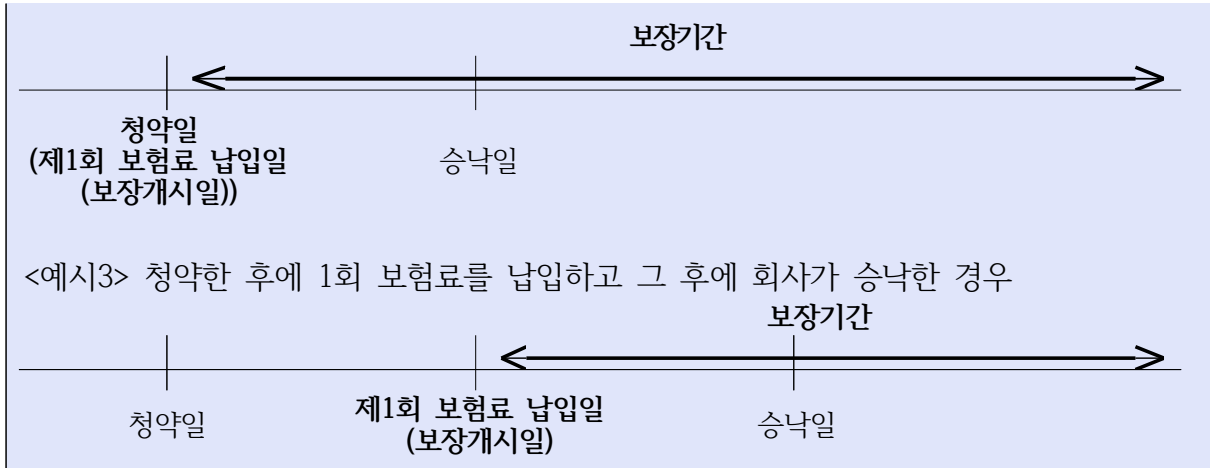 보장기간
청약일
(제1회 보험료 납입일
(보장개시일))
승낙일
<예시3> 청약한 후에 1회 보험료를 납입하고 그 후에 회사가 승낙한 경우
보장기간
청약일
제1회 보험료 납입일
(보장개시일)
승낙일